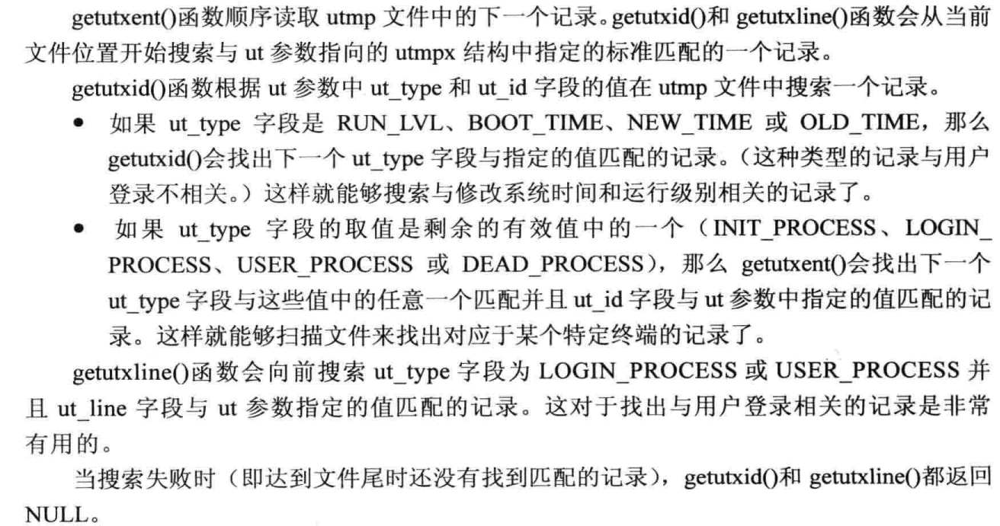 getutxent()函数顺序读取 utmp 文件中的下一个记录。getutxid()和 getutxline()函数会从当前
文件位置开始搜索与 ut 参数指向的 utmpx 结构中指定的标准匹配的一个记录。
getutxid()函数根据 ut 参数中 ut_type 和 ut_id 字段的值在 utmp 文件中搜索一个记录。
• 如果 ut_type 字段是 RUN_LVL、BOOT_TIME、NEW_TIME 或 OLD_TIME，那么
getutxid()会找出下一个 ut_type 字段与指定的值匹配的记录。（这种类型的记录与用户
登录不相关。）这样就能够搜索与修改系统时间和运行级别相关的记录了。
• 如果 ut_type 字段的取值是剩余的有效值中的一个（INIT_PROCESS、LOGIN_
PROCESS、USER_PROCESS 或 DEAD_PROCESS），那么 getutxent()会找出下一个
ut_type 字段与这些值中的任意一个匹配并且 ut_id 字段与 ut 参数中指定的值匹配的记
录。这样就能够扫描文件来找出对应于某个特定终端的记录了。
getutxline()函数会向前搜索 ut_type 字段为 LOGIN_PROCESS 或 USER_PROCESS 并
且 ut_line 字段与 ut 参数指定的值匹配的记录。这对于找出与用户登录相关的记录是非常
有用的。
当搜索失败时（即达到文件尾时还没有找到匹配的记录），getutxid()和 getutxline()都返回
NULL。